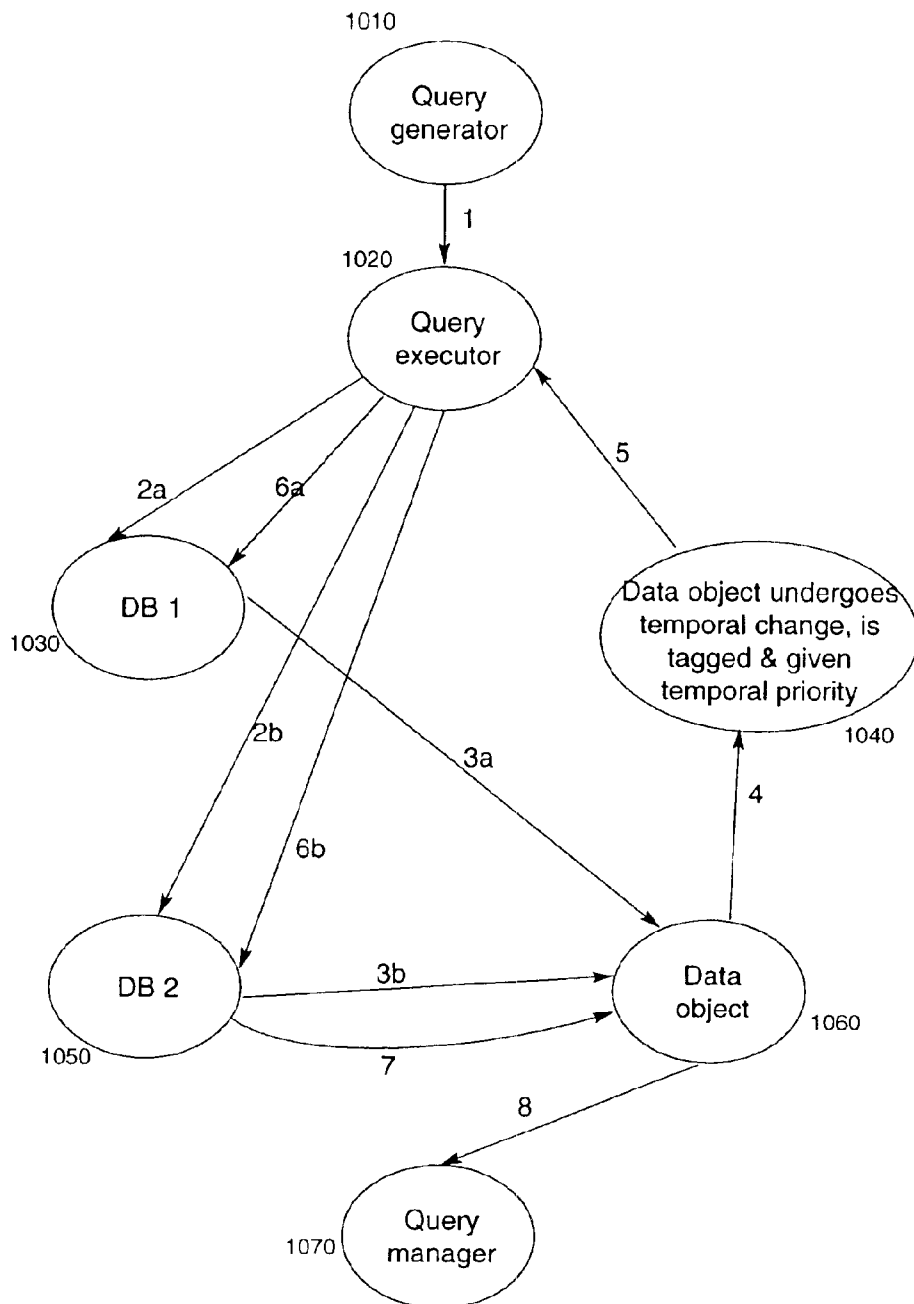 1010
Query
generator
1
1020
Query
executor
5
2a
6a
DB 1
1030
Data object undergoes
temporal change, is
tagged & given
temporal priority
1040
2b
3a
4
6b
DB 2
1050
3b
7
Data
object
1060
8
1070
Query
manager